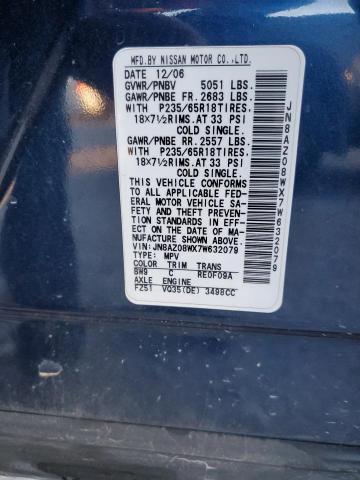 MFD.BY NISSAN MOTOR CO.,LTD.
DATE 12/06
GVWR/PNBV 5051 LBS.
GAWR/PNBE FR. 2683 LBS.
WITH P235/65R18TIRES,
18×7½RIMS.AT 33 PSI
COLD SINGLE.
GAWR/PNBE RR. 2557 LBS.
WITH P235/65R18TIRES,
18×7½RIMS.AT 33 PSI
COLD SINGLE.
THIS VEHICLE CONFORMS
TO ALL APPLICABLE FED-
ERAL MOTOR VEHICLE SA-
FETY AND THEFT PREVEN-
TION STANDARDS IN EFF-
ECT ON THE DATE OF MA-
NUFACTURE SHOWN ABOVE.
VIN:JN8AZ08WX7W632079
TYPE: MPV
COLOR TRIM TRANS
BW9 C RE0F09A
AXLE ENGINE
FZ51 VQ35(DE) 3498CC
JN8AZ08WX7W632079